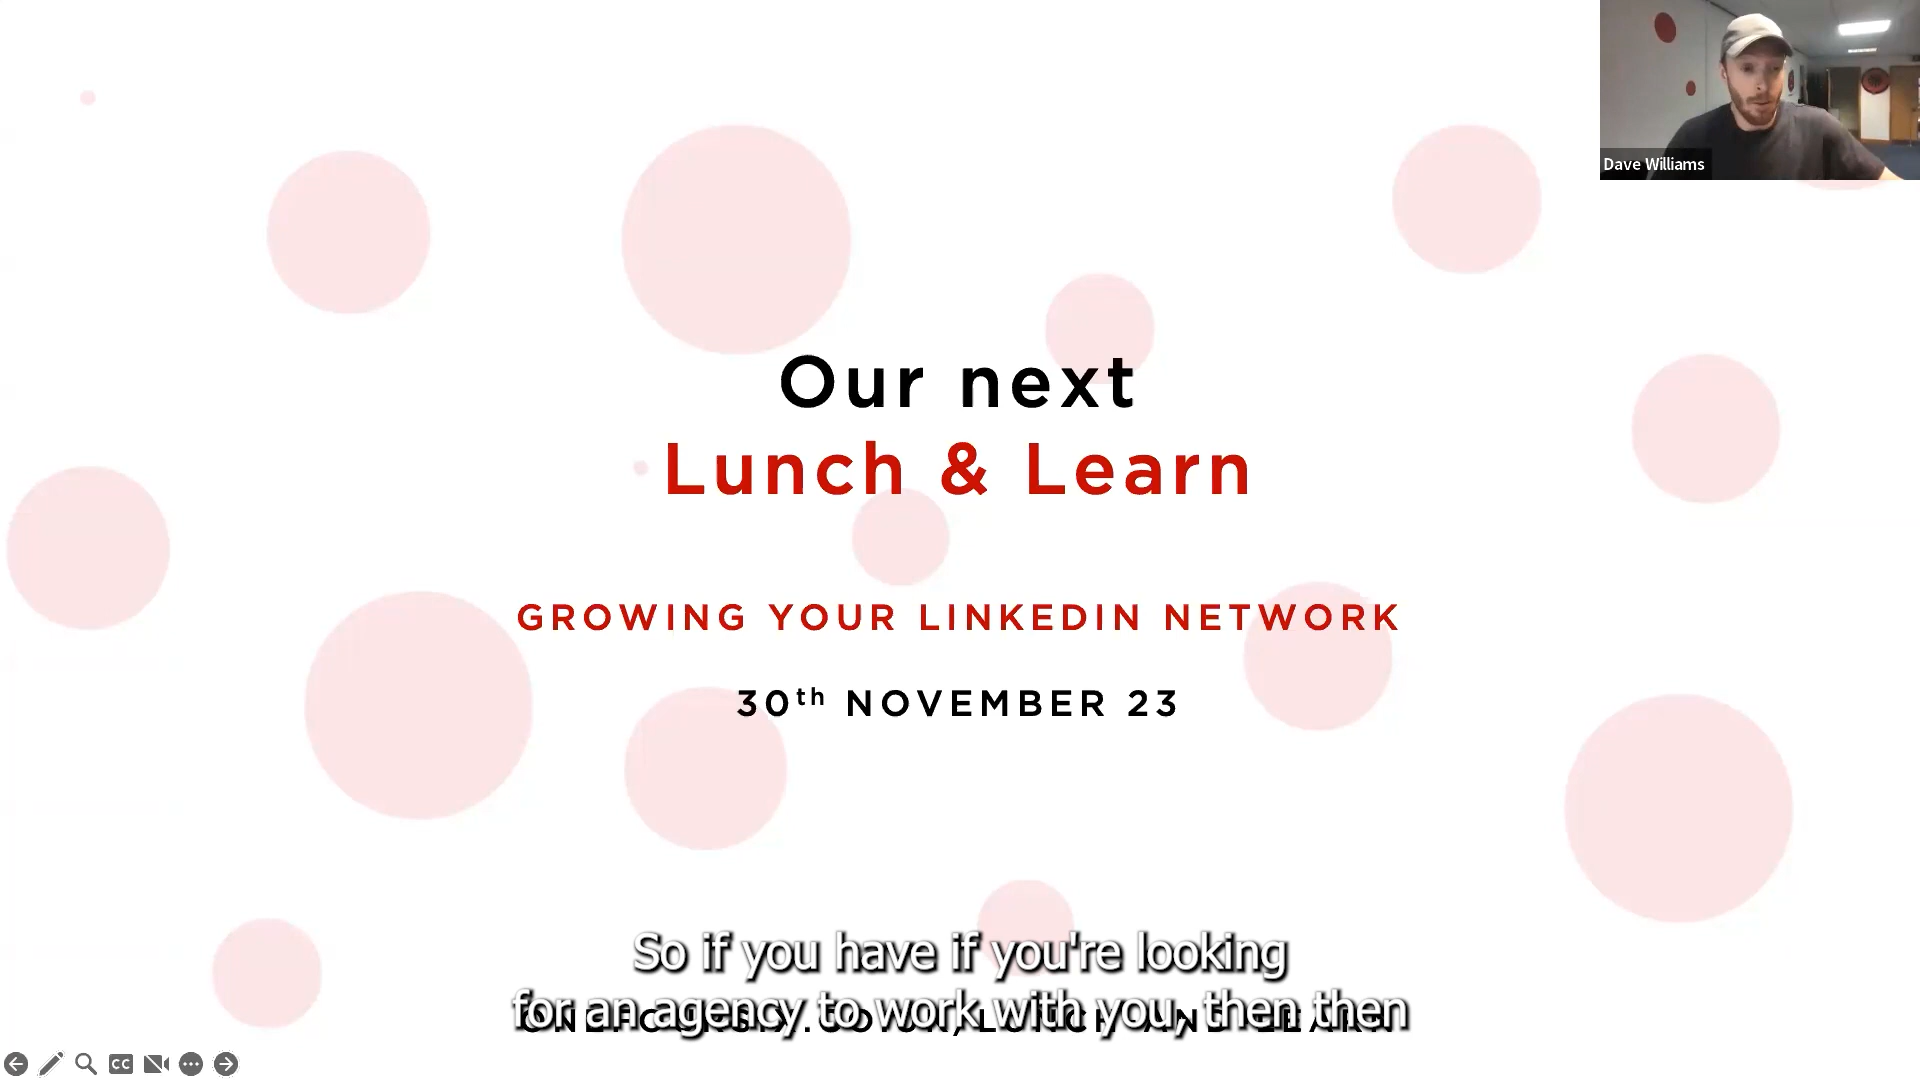 Dave Williams
Our next
Lunch & Learn
GROWING YOUR LINKEDIN NETWORK
30th NOVEMBER 23
So if you have if you're looking
for an agency to work with you, then then
CC